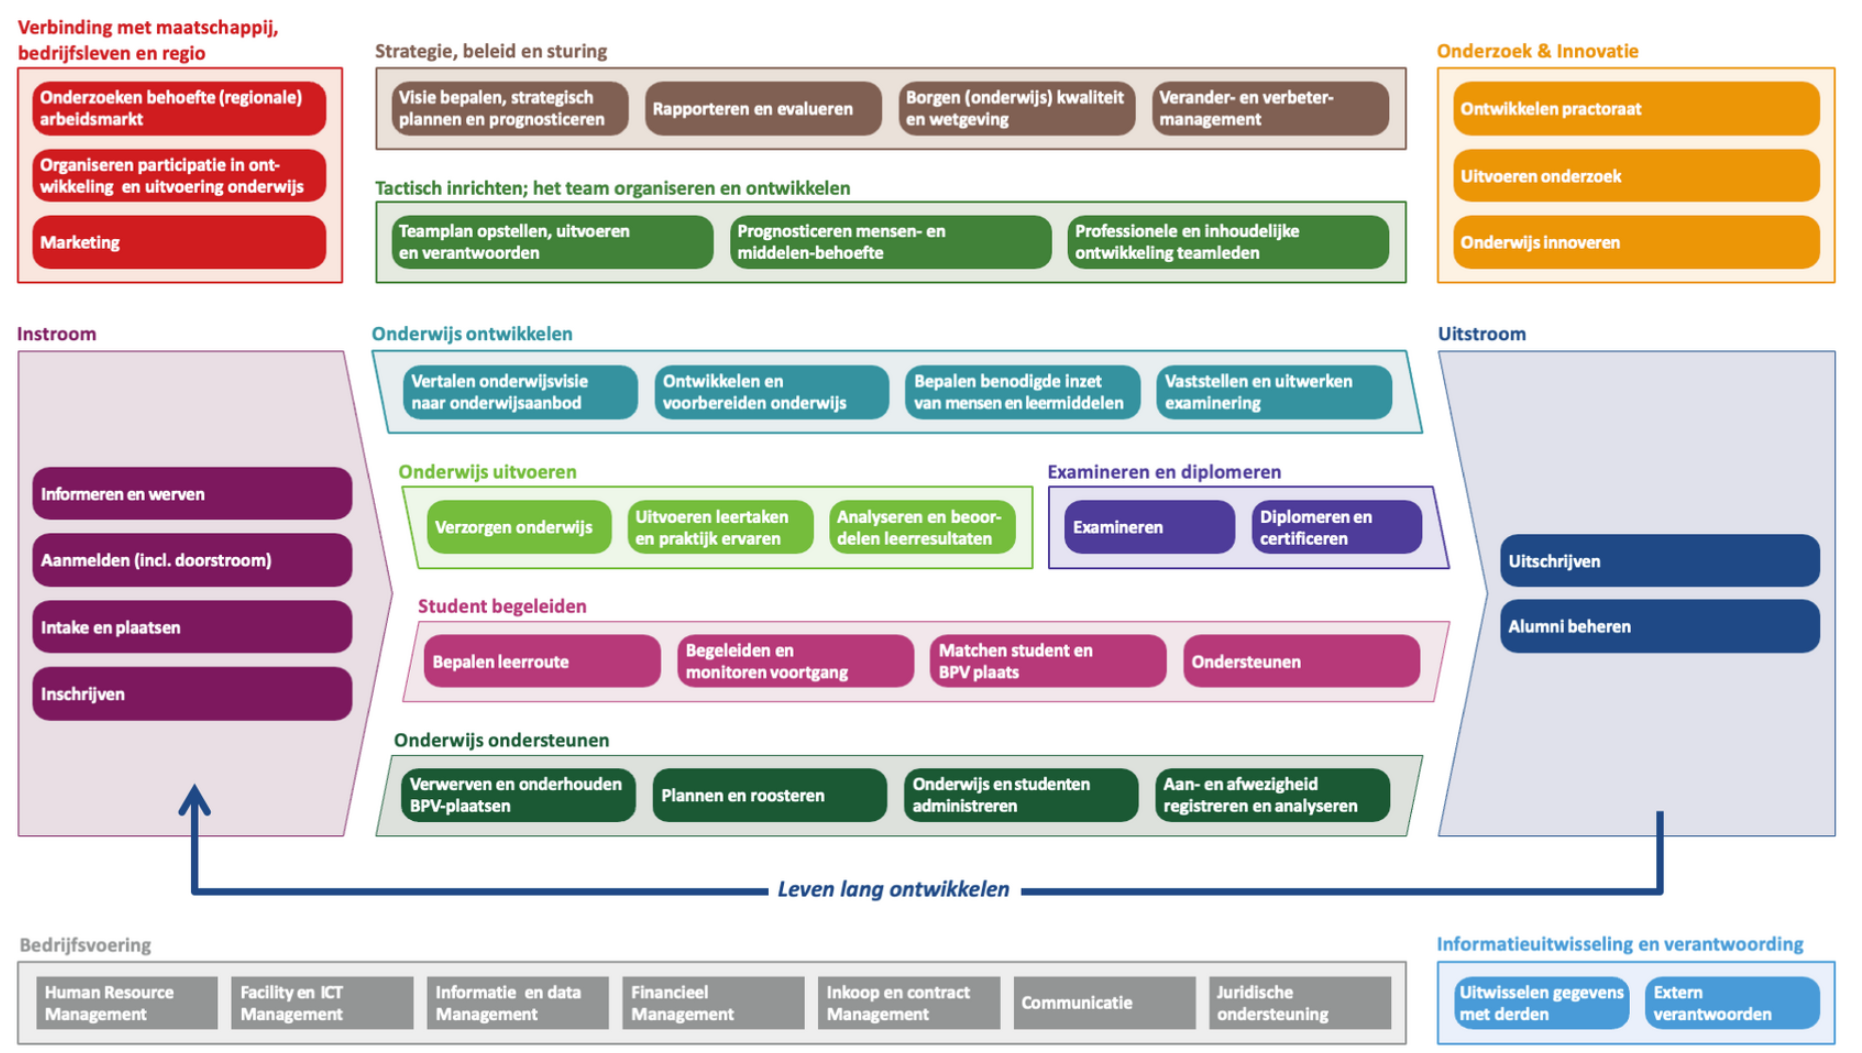 Verbinding met maatschappij,
bedrijfsleven en regio
Onderzoeken behoefte (regionale)
arbeidsmarkt
Organiseren participatie in ont-
wikkeling en uitvoering onderwijs
Marketing
Strategie, beleid en sturing
Visie bepalen, strategisch
plannen en prognosticeren
Rapporteren en evalueren
Borgen (onderwijs) kwaliteit
en wetgeving
Verander- en verbeter-
management
Tactisch inrichten; het team organiseren en ontwikkelen
Teamplan opstellen, uitvoeren
en verantwoorden
Prognosticeren mensen- en
middelen-behoefte
Professionele en inhoudelijke
ontwikkeling teamleden
Onderzoek & Innovatie
Ontwikkelen practoraat
Uitvoeren onderzoek
Onderwijs innoveren
Instroom
Informeren en werven
Aanmelden (incl. doorstroom)
Intake en plaatsen
Inschrijven
Onderwijs ontwikkelen
Vertalen onderwijsvisie
naar onderwijsaanbod
Ontwikkelen en
voorbereiden onderwijs
Bepalen benodigde inzet
van mensen en leermiddelen
Vaststellen en uitwerken
examinering
Onderwijs uitvoeren
Verzorgen onderwijs
Uitvoeren leertaken
en praktijk ervaren
Analyseren en beoor-
delen leerresultaten
Examineren en diplomeren
Examineren
Diplomeren en
certificeren
Student begeleiden
Bepalen leerroute
Begeleiden en
monitoren voortgang
Matchen student en
BPV plaats
Ondersteunen
Onderwijs ondersteunen
Verwerven en onderhouden
BPV-plaatsen
Plannen en roosteren
Onderwijs en studenten
administreren
Aan- en afwezigheid
registreren en analyseren
Uitstroom
Uitschrijven
Alumni beheren
Leven lang ontwikkelen
Bedrijfsvoering
Human Resource
Management
Facility en ICT
Management
Informatie en data
Management
Financieel
Management
Inkoop en contract
Management
Communicatie
Juridische
ondersteuning
Informatieuitwisseling en verantwoording
Uitwisselen gegevens
met derden
Extern
verantwoorden